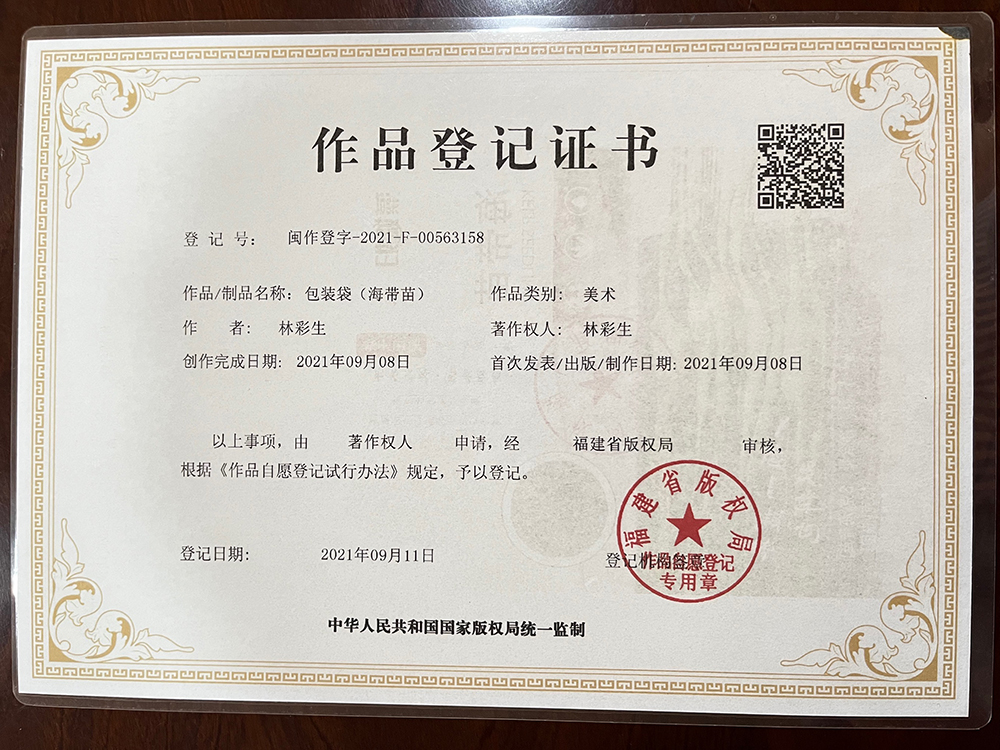 作品登记证书
登 记 号： 闽作登字-2021-F-00563158
作品/制品名称： 包装袋（海带苗） 作品类别： 美术
作 者： 林彩生 著作权人： 林彩生
创作完成日期： 2021年09月08日 首次发表/出版/制作日期： 2021年09月08日
以上事项，由 著作权人 申请，经 福建省版权局 审核，
根据《作品自愿登记试行办法》规定，予以登记。
登记日期： 2021年09月11日 登记机构签章
福建省版权局
作品自愿登记
专用章
中华人民共和国国家版权局统一监制